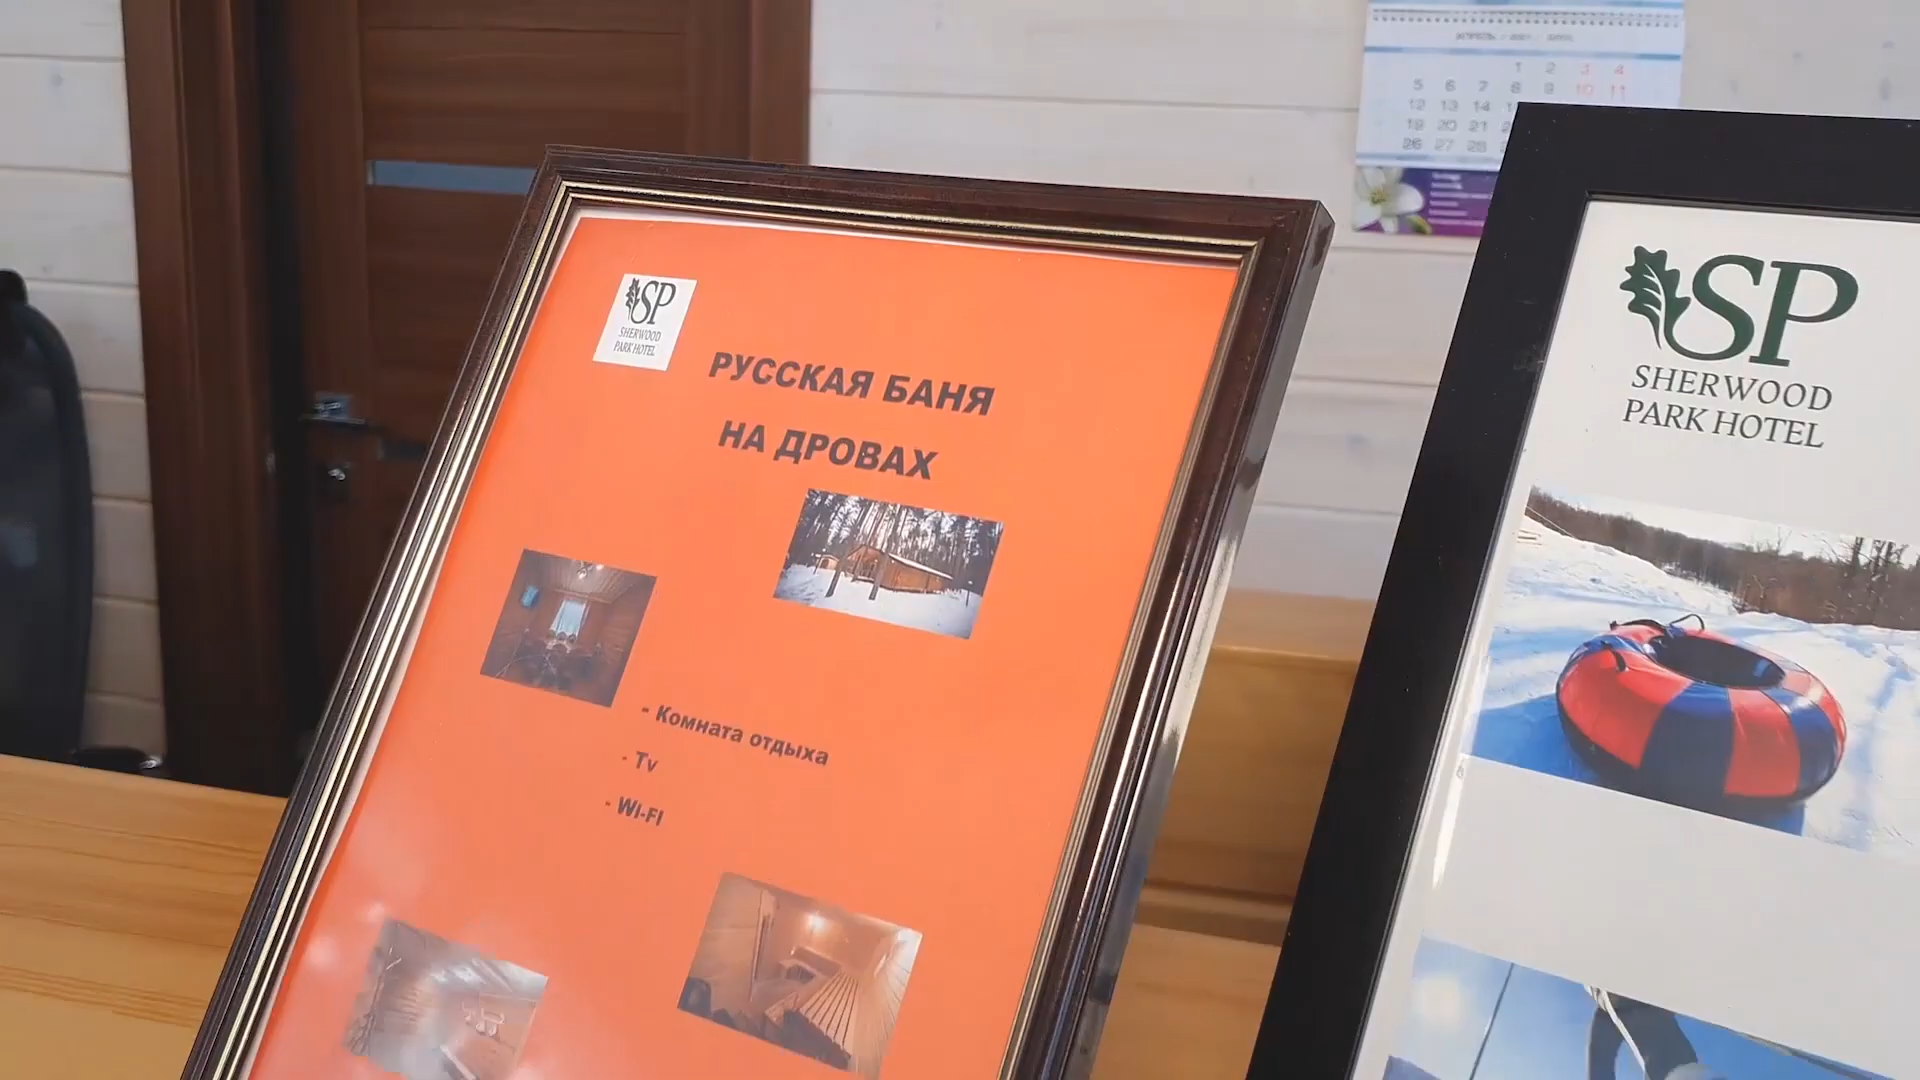 АПРЕЛЬ
1 2 3 4
5 6 7 8 9 10 11
12 13 14
19 20 21
26 27 28
SP
SHERWOOD
PARK HOTEL
РУССКАЯ БАНЯ
НА ДРОВАХ
- Комната отдыха
- Tv
- WI-FI
SP
SHERWOOD
PARK HOTEL